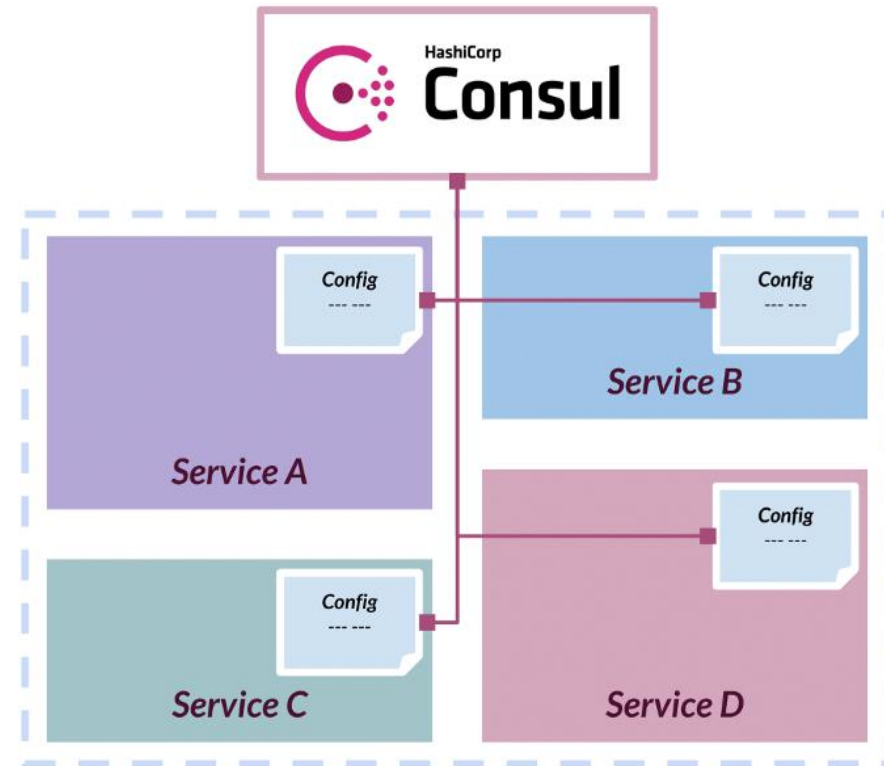 HashiCorp
Consul
Config
--- ---
Service A
Config
--- ---
Service B
Config
--- ---
Service C
Config
--- ---
Service D